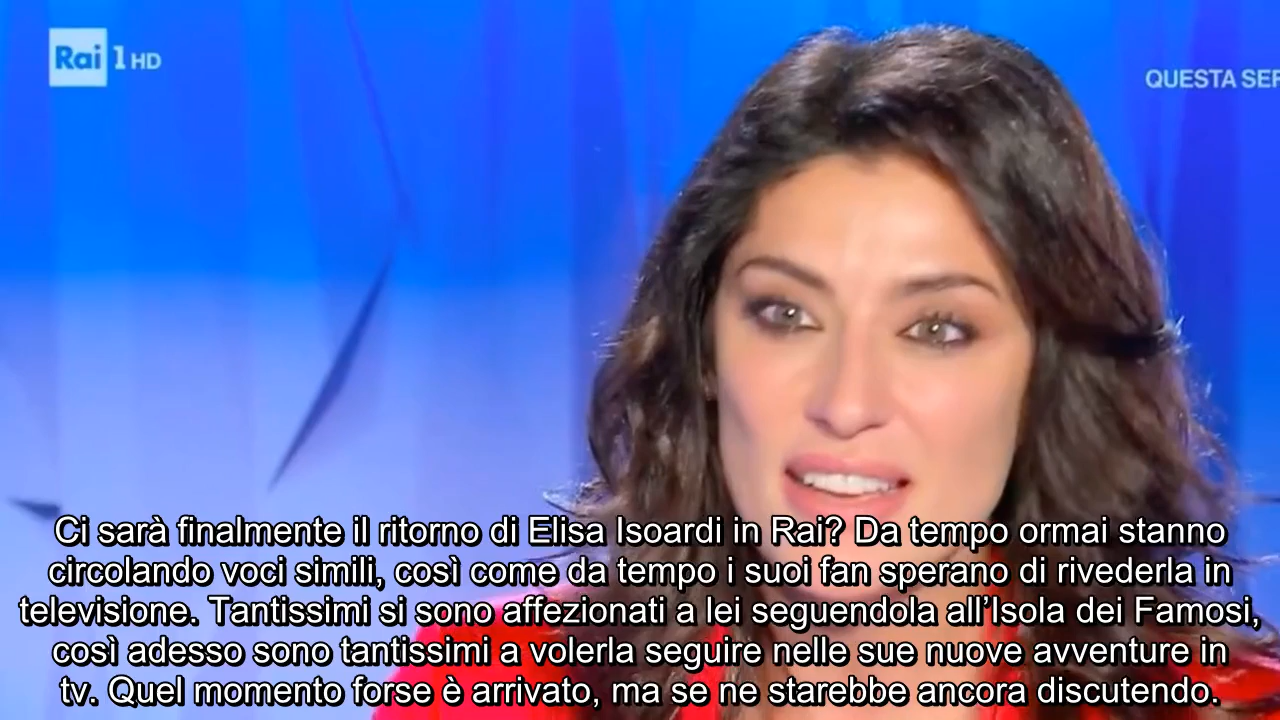 Rai 1 HD
QUESTA SER
Ci sarà finalmente il ritorno di Elisa Isoardi in Rai? Da tempo ormai stanno
circolando voci simili, così come da tempo i suoi fan sperano di rivederla in
televisione. Tantissimi si sono affezionati a lei seguendola all’Isola dei Famosi,
così adesso sono tantissimi a volerla seguire nelle sue nuove avventure in
tv. Quel momento forse è arrivato, ma se ne starebbe ancora discutendo.